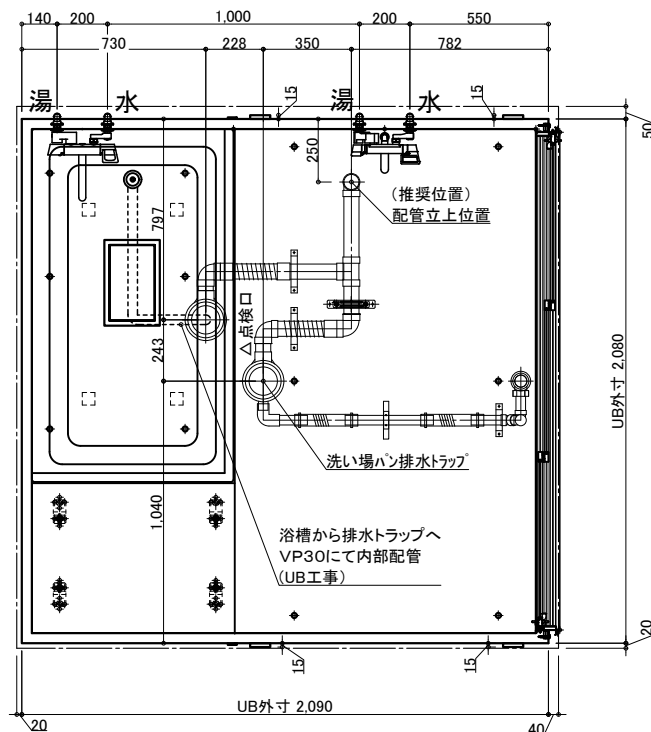 140 200 1,000 200 550
730 228 350 782
15 15
湯 水 湯 水
50
250
(推奨位置)
配管立上位置
797
△点検口
243
UB外寸 2,080
洗い場パン排水トラップ
1,040
浴槽から排水トラップへ
VP30にて内部配管
(UB工事)
15 15
20
UB外寸 2,090
20 40